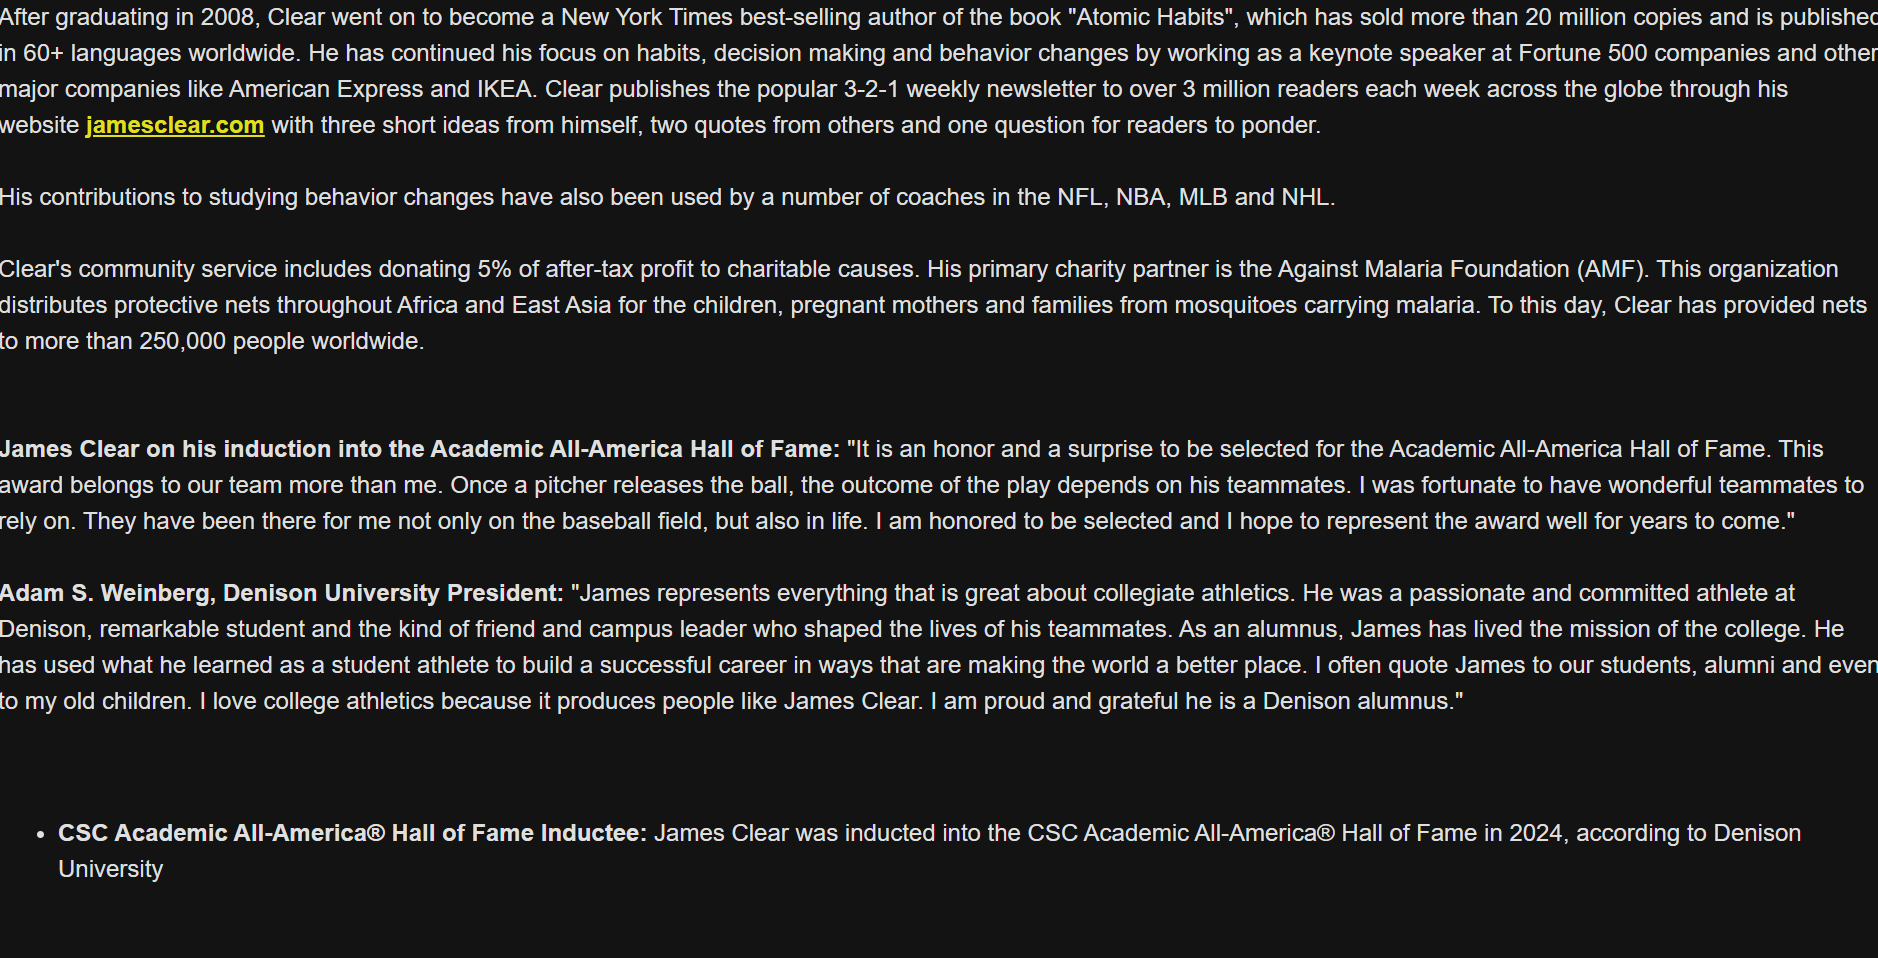 After graduating in 2008, Clear went on to become a New York Times best-selling author of the book "Atomic Habits", which has sold more than 20 million copies and is published
in 60+ languages worldwide. He has continued his focus on habits, decision making and behavior changes by working as a keynote speaker at Fortune 500 companies and other
major companies like American Express and IKEA. Clear publishes the popular 3-2-1 weekly newsletter to over 3 million readers each week across the globe through his
website jamesclear.com with three short ideas from himself, two quotes from others and one question for readers to ponder.
His contributions to studying behavior changes have also been used by a number of coaches in the NFL, NBA, MLB and NHL.
Clear's community service includes donating 5% of after-tax profit to charitable causes. His primary charity partner is the Against Malaria Foundation (AMF). This organization
distributes protective nets throughout Africa and East Asia for the children, pregnant mothers and families from mosquitoes carrying malaria. To this day, Clear has provided nets
to more than 250,000 people worldwide.
James Clear on his induction into the Academic All-America Hall of Fame: "It is an honor and a surprise to be selected for the Academic All-America Hall of Fame. This
award belongs to our team more than me. Once a pitcher releases the ball, the outcome of the play depends on his teammates. I was fortunate to have wonderful teammates to
rely on. They have been there for me not only on the baseball field, but also in life. I am honored to be selected and I hope to represent the award well for years to come."
Adam S. Weinberg, Denison University President: "James represents everything that is great about collegiate athletics. He was a passionate and committed athlete at
Denison, remarkable student and the kind of friend and campus leader who shaped the lives of his teammates. As an alumnus, James has lived the mission of the college. He
has used what he learned as a student athlete to build a successful career in ways that are making the world a better place. I often quote James to our students, alumni and even
to my old children. I love college athletics because it produces people like James Clear. I am proud and grateful he is a Denison alumnus."
• CSC Academic All-America® Hall of Fame Inductee: James Clear was inducted into the CSC Academic All-America® Hall of Fame in 2024, according to Denison
University